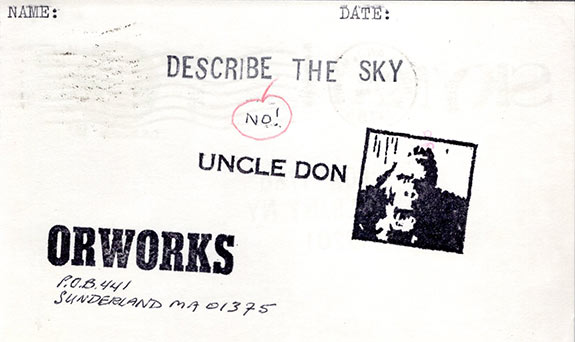 NAME: DATE:
DESCRIBE THE SKY
NO!
UNCLE DON
ORWORKS
P.O.B. 441
SUNDERLAND MA 01375